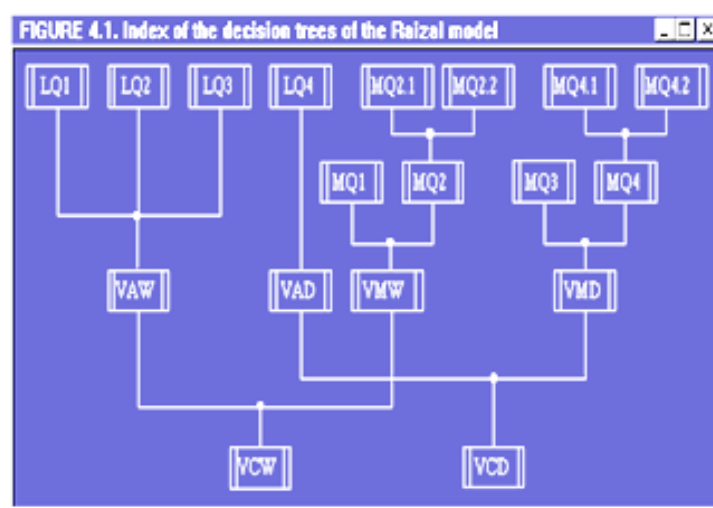 FIGURE 4.1. Index of the decision trees of the Raizal model
LQ1 LQ2 LQ3 LQ4 MQ2.1 MQ2.2 MQ4.1 MQ4.2
MQ1 MQ2 MQ3 MQ4
VAW VAD VMW VMD
VCW VCD